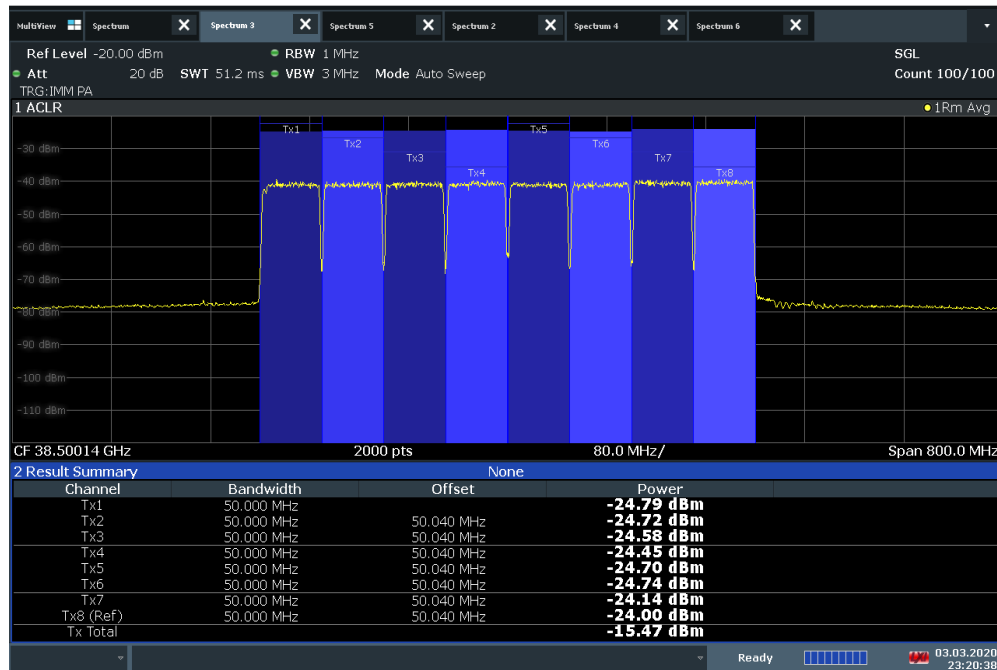 MultiView Spectrum X Spectrum 3 X Spectrum 5 X Spectrum 2 X Spectrum 4 X Spectrum 6 X
Ref Level -20.00 dBm RBW 1 MHz SGL
Att 20 dB SWT 51.2 ms VBW 3 MHz Mode Auto Sweep Count 100/100
TRG:IMM PA
1 ACLR 1Rm Avg
Tx1 Tx5
Tx2 Tx6
-30 dBm
Tx3 Tx7
Tx4 Tx8
-40 dBm
-50 dBm
-60 dBm
-70 dBm
-80 dBm
-90 dBm
-100 dBm
-110 dBm
CF 38.50014 GHz 2000 pts 80.0 MHz/ Span 800.0 MHz
2 Result Summary None
Channel Bandwidth Offset Power
Tx1 50.000 MHz -24.79 dBm
Tx2 50.000 MHz 50.040 MHz -24.72 dBm
Tx3 50.000 MHz 50.040 MHz -24.58 dBm
Tx4 50.000 MHz 50.040 MHz -24.45 dBm
Tx5 50.000 MHz 50.040 MHz -24.70 dBm
Tx6 50.000 MHz 50.040 MHz -24.74 dBm
Tx7 50.000 MHz 50.040 MHz -24.14 dBm
Tx8 (Ref) 50.000 MHz 50.040 MHz -24.00 dBm
Tx Total -15.47 dBm
Ready 03.03.2020
23:20:38